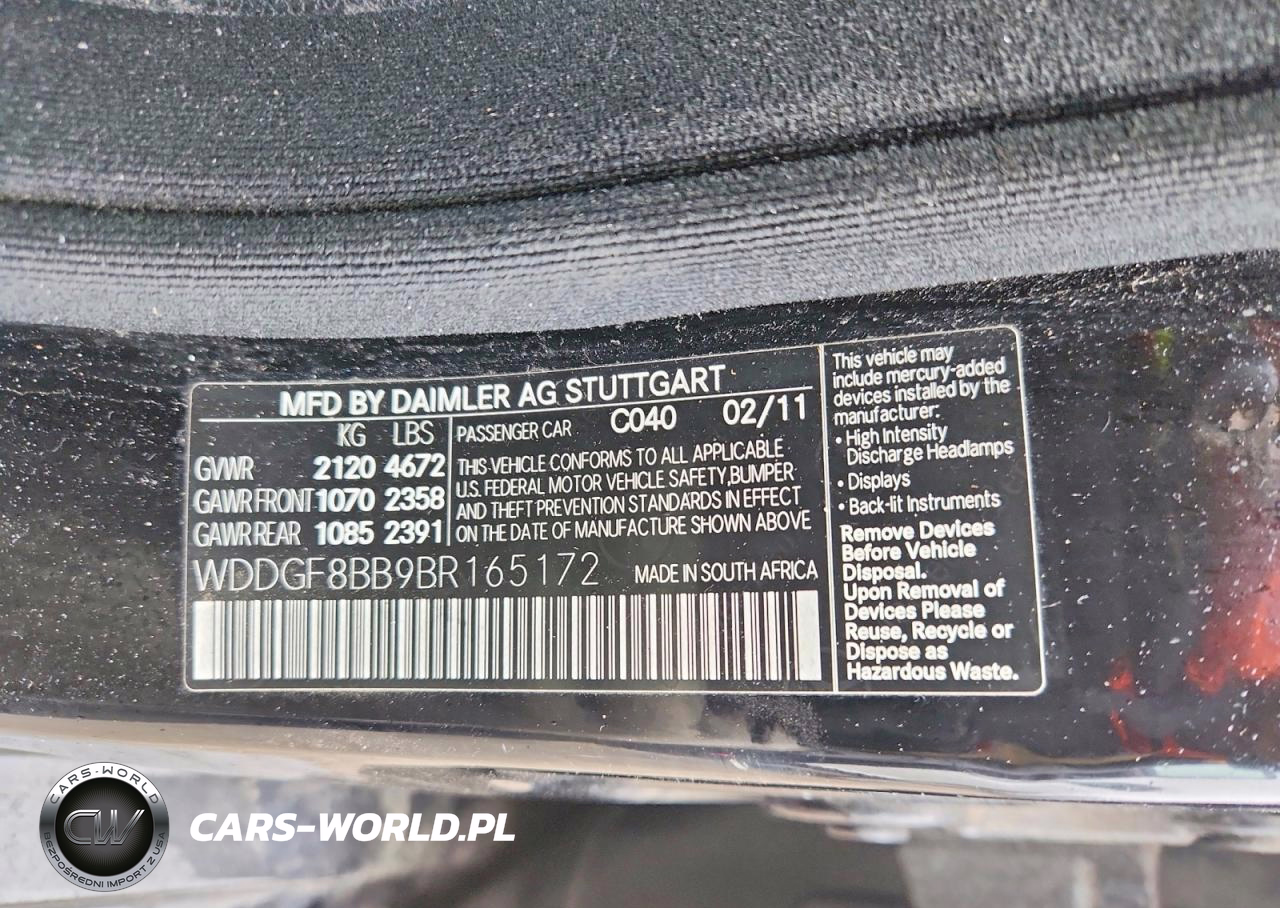 MFD BY DAIMLER AG STUTTGART
KG LBS
GVWR 2120 4672
GAWR FRONT 1070 2358
GAWR REAR 1085 2391
PASSENGER CAR C040 02/11
THIS VEHICLE CONFORMS TO ALL APPLICABLE
U.S. FEDERAL MOTOR VEHICLE SAFETY,BUMPER
AND THEFT PREVENTION STANDARDS IN EFFECT
ON THE DATE OF MANUFACTURE SHOWN ABOVE
WDDGF8BB9BR165172 MADE IN SOUTH AFRICA
This vehicle may
include mercury-added
devices installed by the
manufacturer:
• High Intensity
Discharge Headlamps
• Displays
• Back-lit Instruments
Remove Devices
Before Vehicle
Disposal.
Upon Removal of
Devices Please
Reuse, Recycle or
Dispose as
Hazardous Waste.
CARS-WORLD
CW
BEZPOŚREDNI IMPORT Z USA
CARS-WORLD.PL